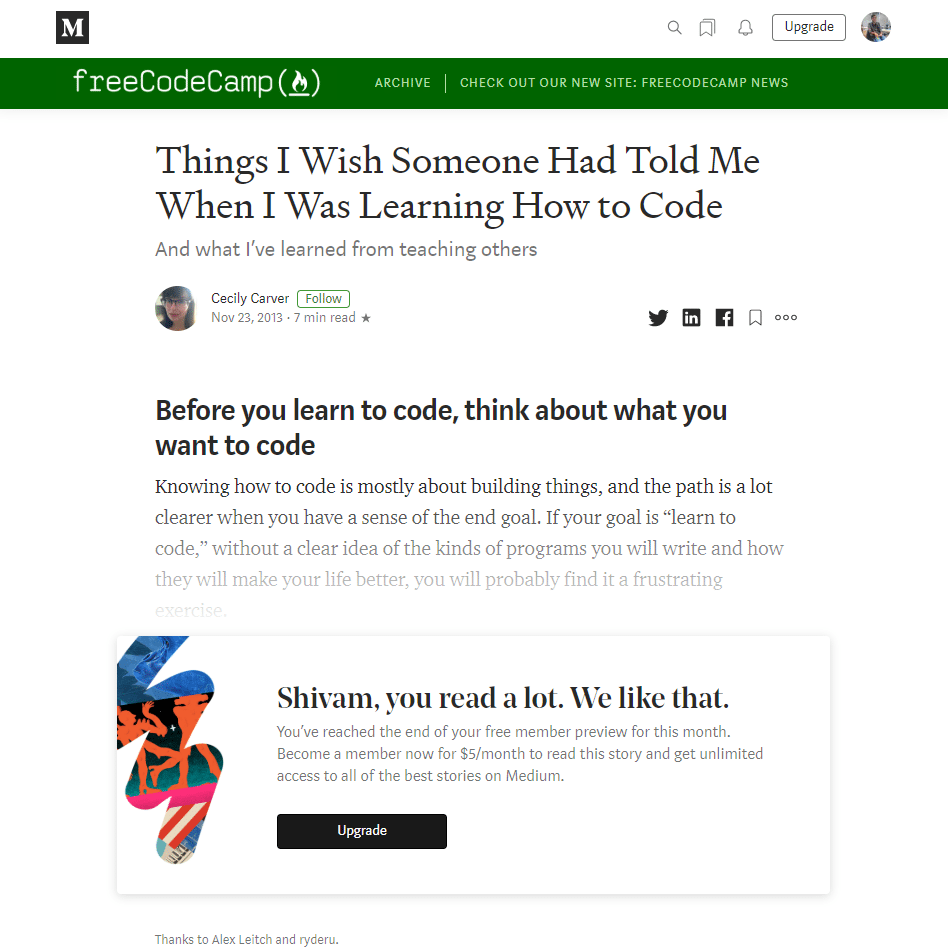 M
Upgrade
freeCodeCamp(🔥)
ARCHIVE
CHECK OUT OUR NEW SITE: FREECODECAMP NEWS
Things I Wish Someone Had Told Me
When I Was Learning How to Code
And what I’ve learned from teaching others
Cecily Carver Follow
Nov 23, 2013 · 7 min read ★
Before you learn to code, think about what you
want to code
Knowing how to code is mostly about building things, and the path is a lot
clearer when you have a sense of the end goal. If your goal is “learn to
code,” without a clear idea of the kinds of programs you will write and how
they will make your life better, you will probably find it a frustrating
exercise.
Shivam, you read a lot. We like that.
You’ve reached the end of your free member preview for this month.
Become a member now for $5/month to read this story and get unlimited
access to all of the best stories on Medium.
Upgrade
Thanks to Alex Leitch and ryderu.